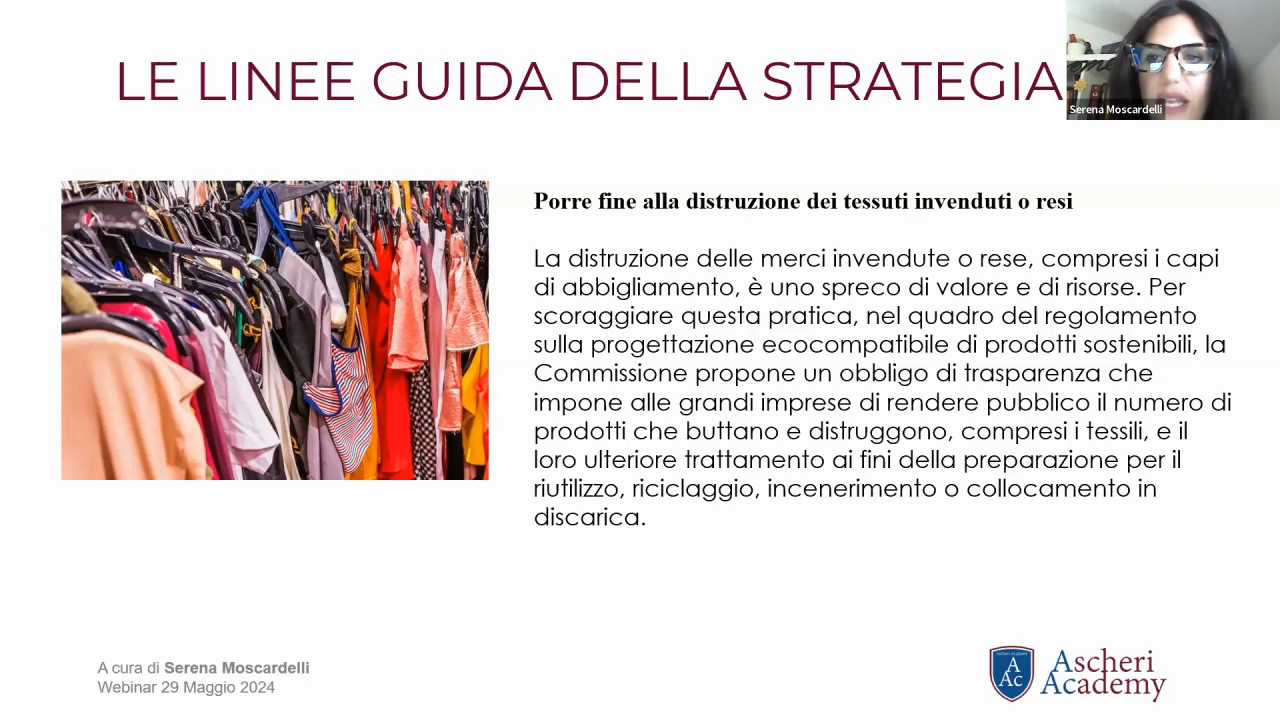 LE LINEE GUIDA DELLA STRATEGIA
Serena Moscardelli
Porre fine alla distruzione dei tessuti invenduti o resi
La distruzione delle merci invendute o rese, compresi i capi
di abbigliamento, è uno spreco di valore e di risorse. Per
scoraggiare questa pratica, nel quadro del regolamento
sulla progettazione ecocompatibile di prodotti sostenibili, la
Commissione propone un obbligo di trasparenza che
impone alle grandi imprese di rendere pubblico il numero di
prodotti che buttano e distruggono, compresi i tessili, e il
loro ulteriore trattamento ai fini della preparazione per il
riutilizzo, riciclaggio, incenerimento o collocamento in
discarica.
A cura di Serena Moscardelli
Webinar 29 Maggio 2024
Ascheri Academy
A
Ac
Ascheri
Academy